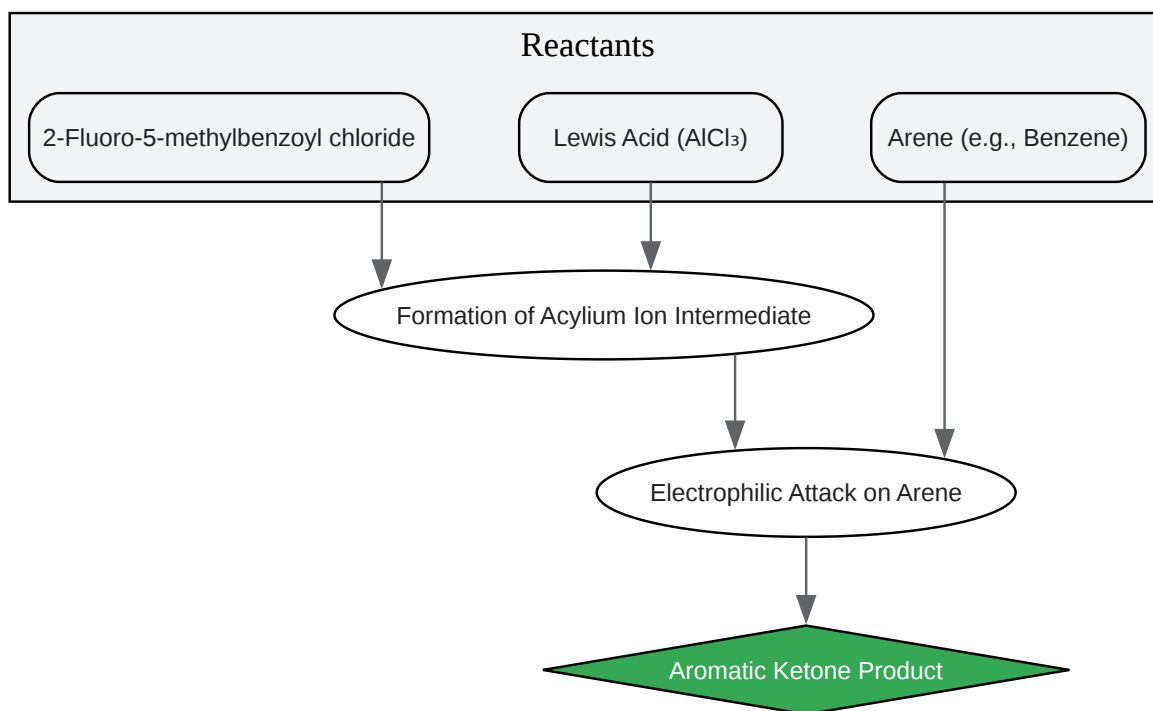 Reactants
2-Fluoro-5-methylbenzoyl chloride
Lewis Acid (AlCl₃)
Arene (e.g., Benzene)
Formation of Acylium Ion Intermediate
Electrophilic Attack on Arene
Aromatic Ketone Product